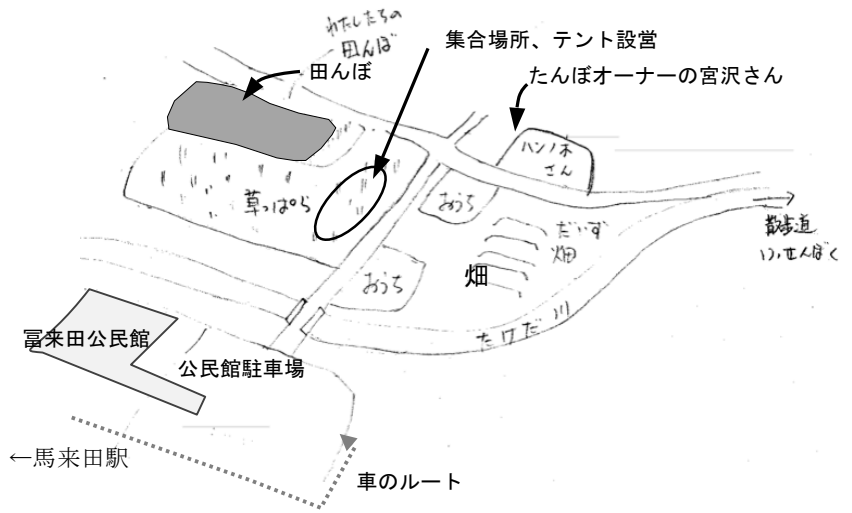 わたしたちの
田んぼ
集合場所、テント設営
田んぼ
たんぼオーナーの宮沢さん
ハンノ木
さん
草っぱら
おうち
だいず
畑
散歩道
いっせんぼく
おうち
畑
たけだ川
冨来田公民館
公民館駐車場
←馬来田駅
車のルート